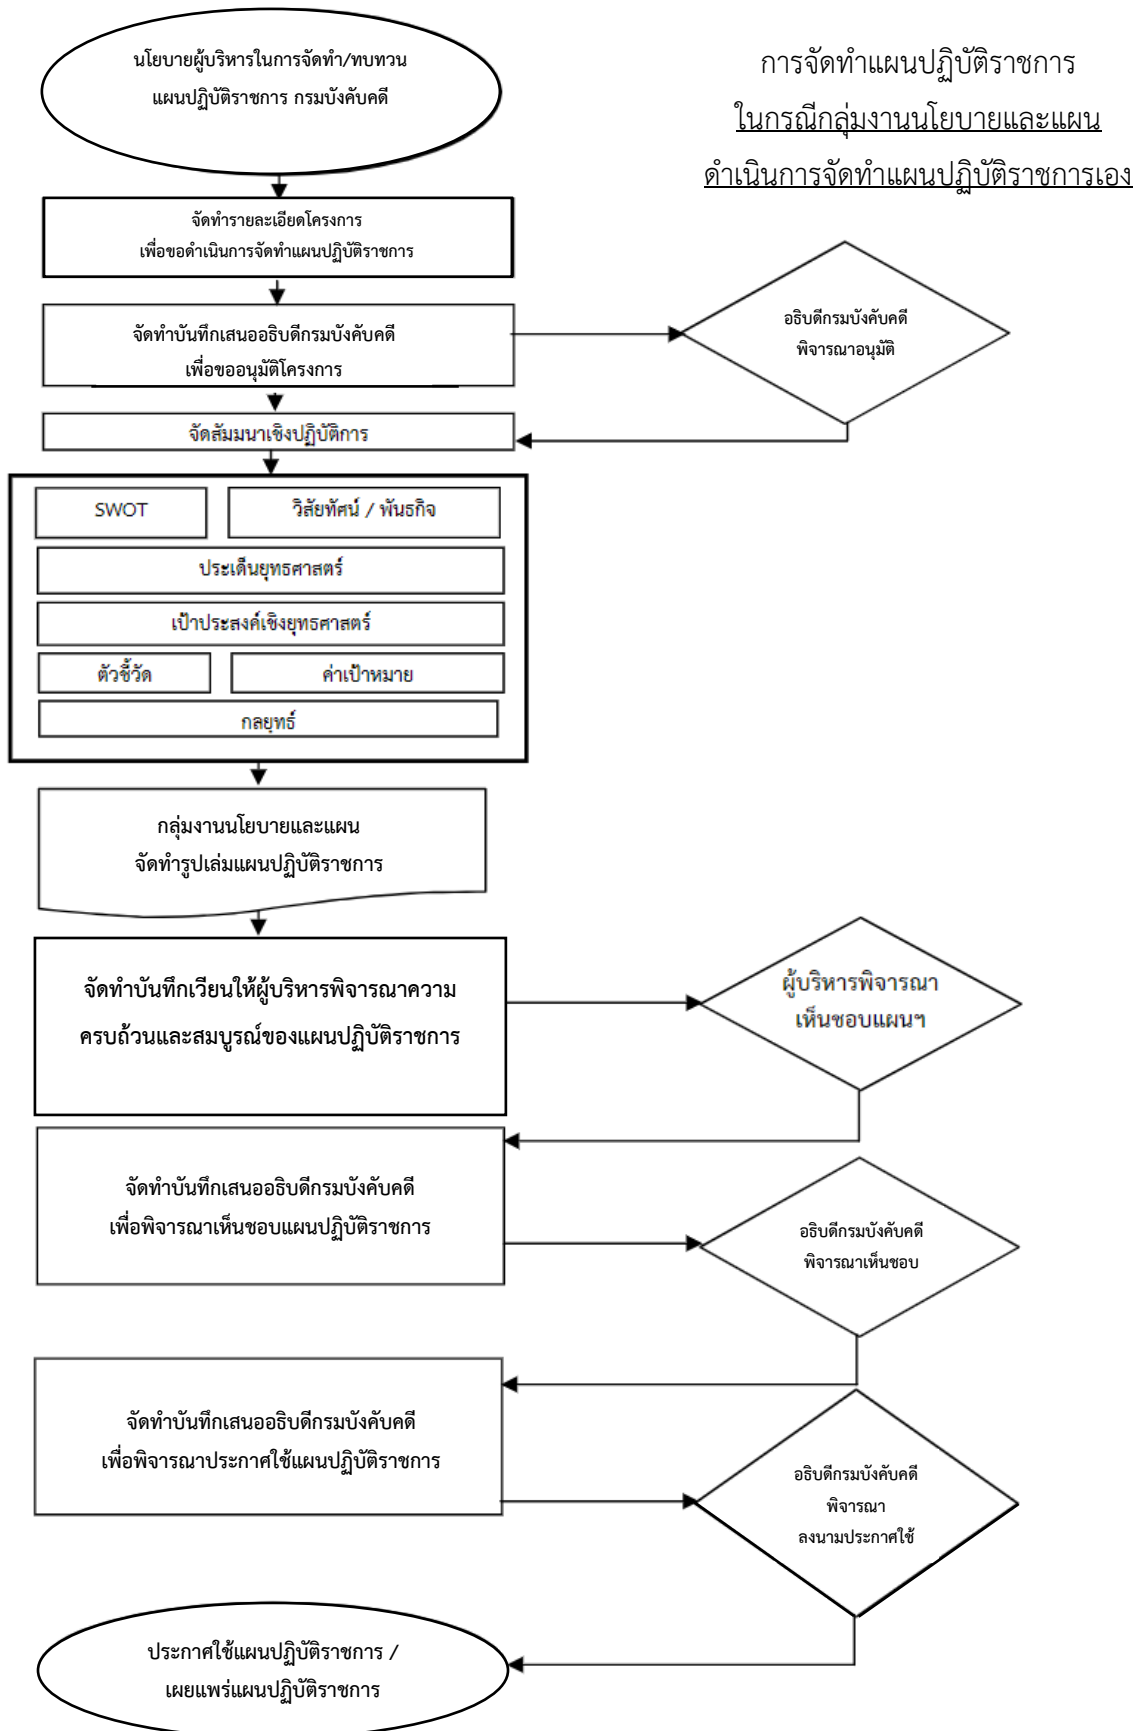 การจัดทำแผนปฏิบัติราชการ
ในกรณีกลุ่มงานนโยบายและแผน
ดำเนินการจัดทำแผนปฏิบัติราชการเอง
นโยบายผู้บริหารในการจัดทำ/ทบทวน
แผนปฏิบัติราชการ กรมบังคับคดี
จัดทำรายละเอียดโครงการ
เพื่อขอดำเนินการจัดทำแผนปฏิบัติราชการ
จัดทำบันทึกเสนออธิบดีกรมบังคับคดี
เพื่อขออนุมัติโครงการ
อธิบดีกรมบังคับคดี
พิจารณาอนุมัติ
จัดสัมมนาเชิงปฏิบัติการ
SWOT
วิสัยทัศน์ / พันธกิจ
ประเด็นยุทธศาสตร์
เป้าประสงค์เชิงยุทธศาสตร์
ตัวชี้วัด
ค่าเป้าหมาย
กลยุทธ์
กลุ่มงานนโยบายและแผน
จัดทำรูปเล่มแผนปฏิบัติราชการ
จัดทำบันทึกเวียนให้ผู้บริหารพิจารณาความ
ครบถ้วนและสมบูรณ์ของแผนปฏิบัติราชการ
ผู้บริหารพิจารณา
เห็นชอบแผนฯ
จัดทำบันทึกเสนออธิบดีกรมบังคับคดี
เพื่อพิจารณาเห็นชอบแผนปฏิบัติราชการ
อธิบดีกรมบังคับคดี
พิจารณาเห็นชอบ
จัดทำบันทึกเสนออธิบดีกรมบังคับคดี
เพื่อพิจารณาประกาศใช้แผนปฏิบัติราชการ
อธิบดีกรมบังคับคดี
พิจารณา
ลงนามประกาศใช้
ประกาศใช้แผนปฏิบัติราชการ /
เผยแพร่แผนปฏิบัติราชการ